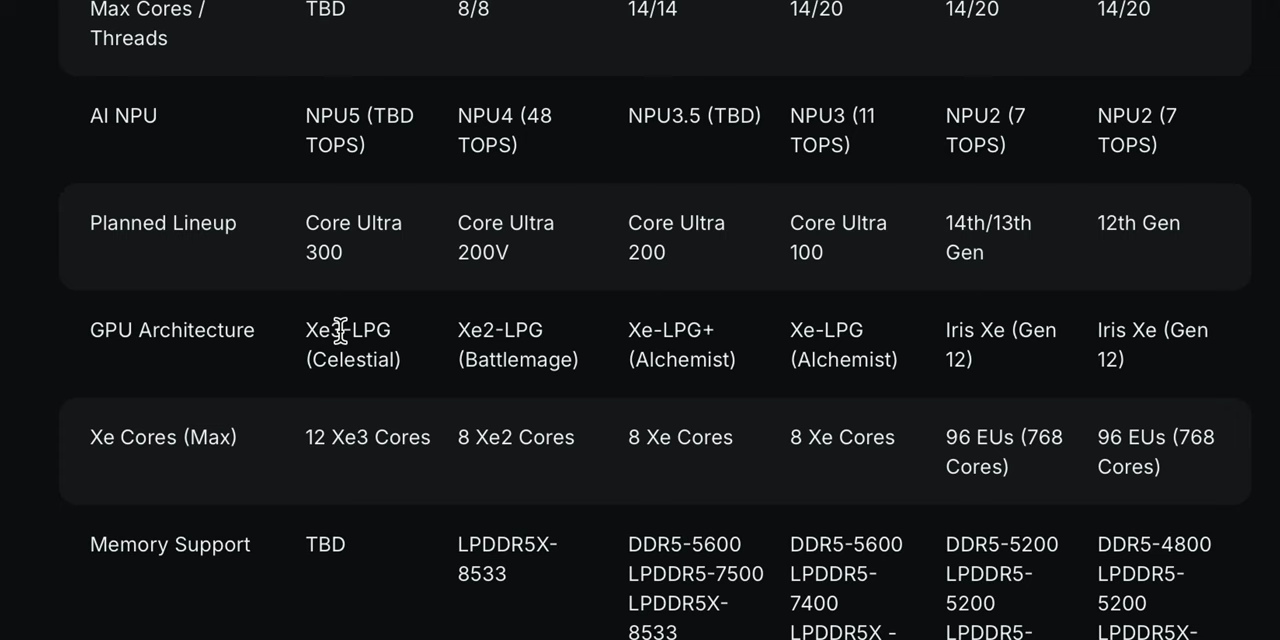 Max Cores / TBD 8/8 14/14 14/20 14/20 14/20
Threads
AI NPU NPU5 (TBD NPU4 (48 NPU3.5 (TBD) NPU3 (11 NPU2 (7 NPU2 (7
TOPS) TOPS) TOPS) TOPS) TOPS)
Planned Lineup Core Ultra Core Ultra Core Ultra Core Ultra 14th/13th 12th Gen
300 200V 200 100 Gen
GPU Architecture Xe3-LPG Xe2-LPG Xe-LPG+ Xe-LPG Iris Xe (Gen Iris Xe (Gen
(Celestial) (Battlemage) (Alchemist) (Alchemist) 12) 12)
Xe Cores (Max) 12 Xe3 Cores 8 Xe2 Cores 8 Xe Cores 8 Xe Cores 96 EUs (768 96 EUs (768
Cores) Cores)
Memory Support TBD LPDDR5X- DDR5-5600 DDR5-5600 DDR5-5200 DDR5-4800
8533 LPDDR5-7500 LPDDR5- LPDDR5- LPDDR5-
LPDDR5X- 7400 5200 5200
8533 LPDDR5X - LPDDR5- LPDDR5X-